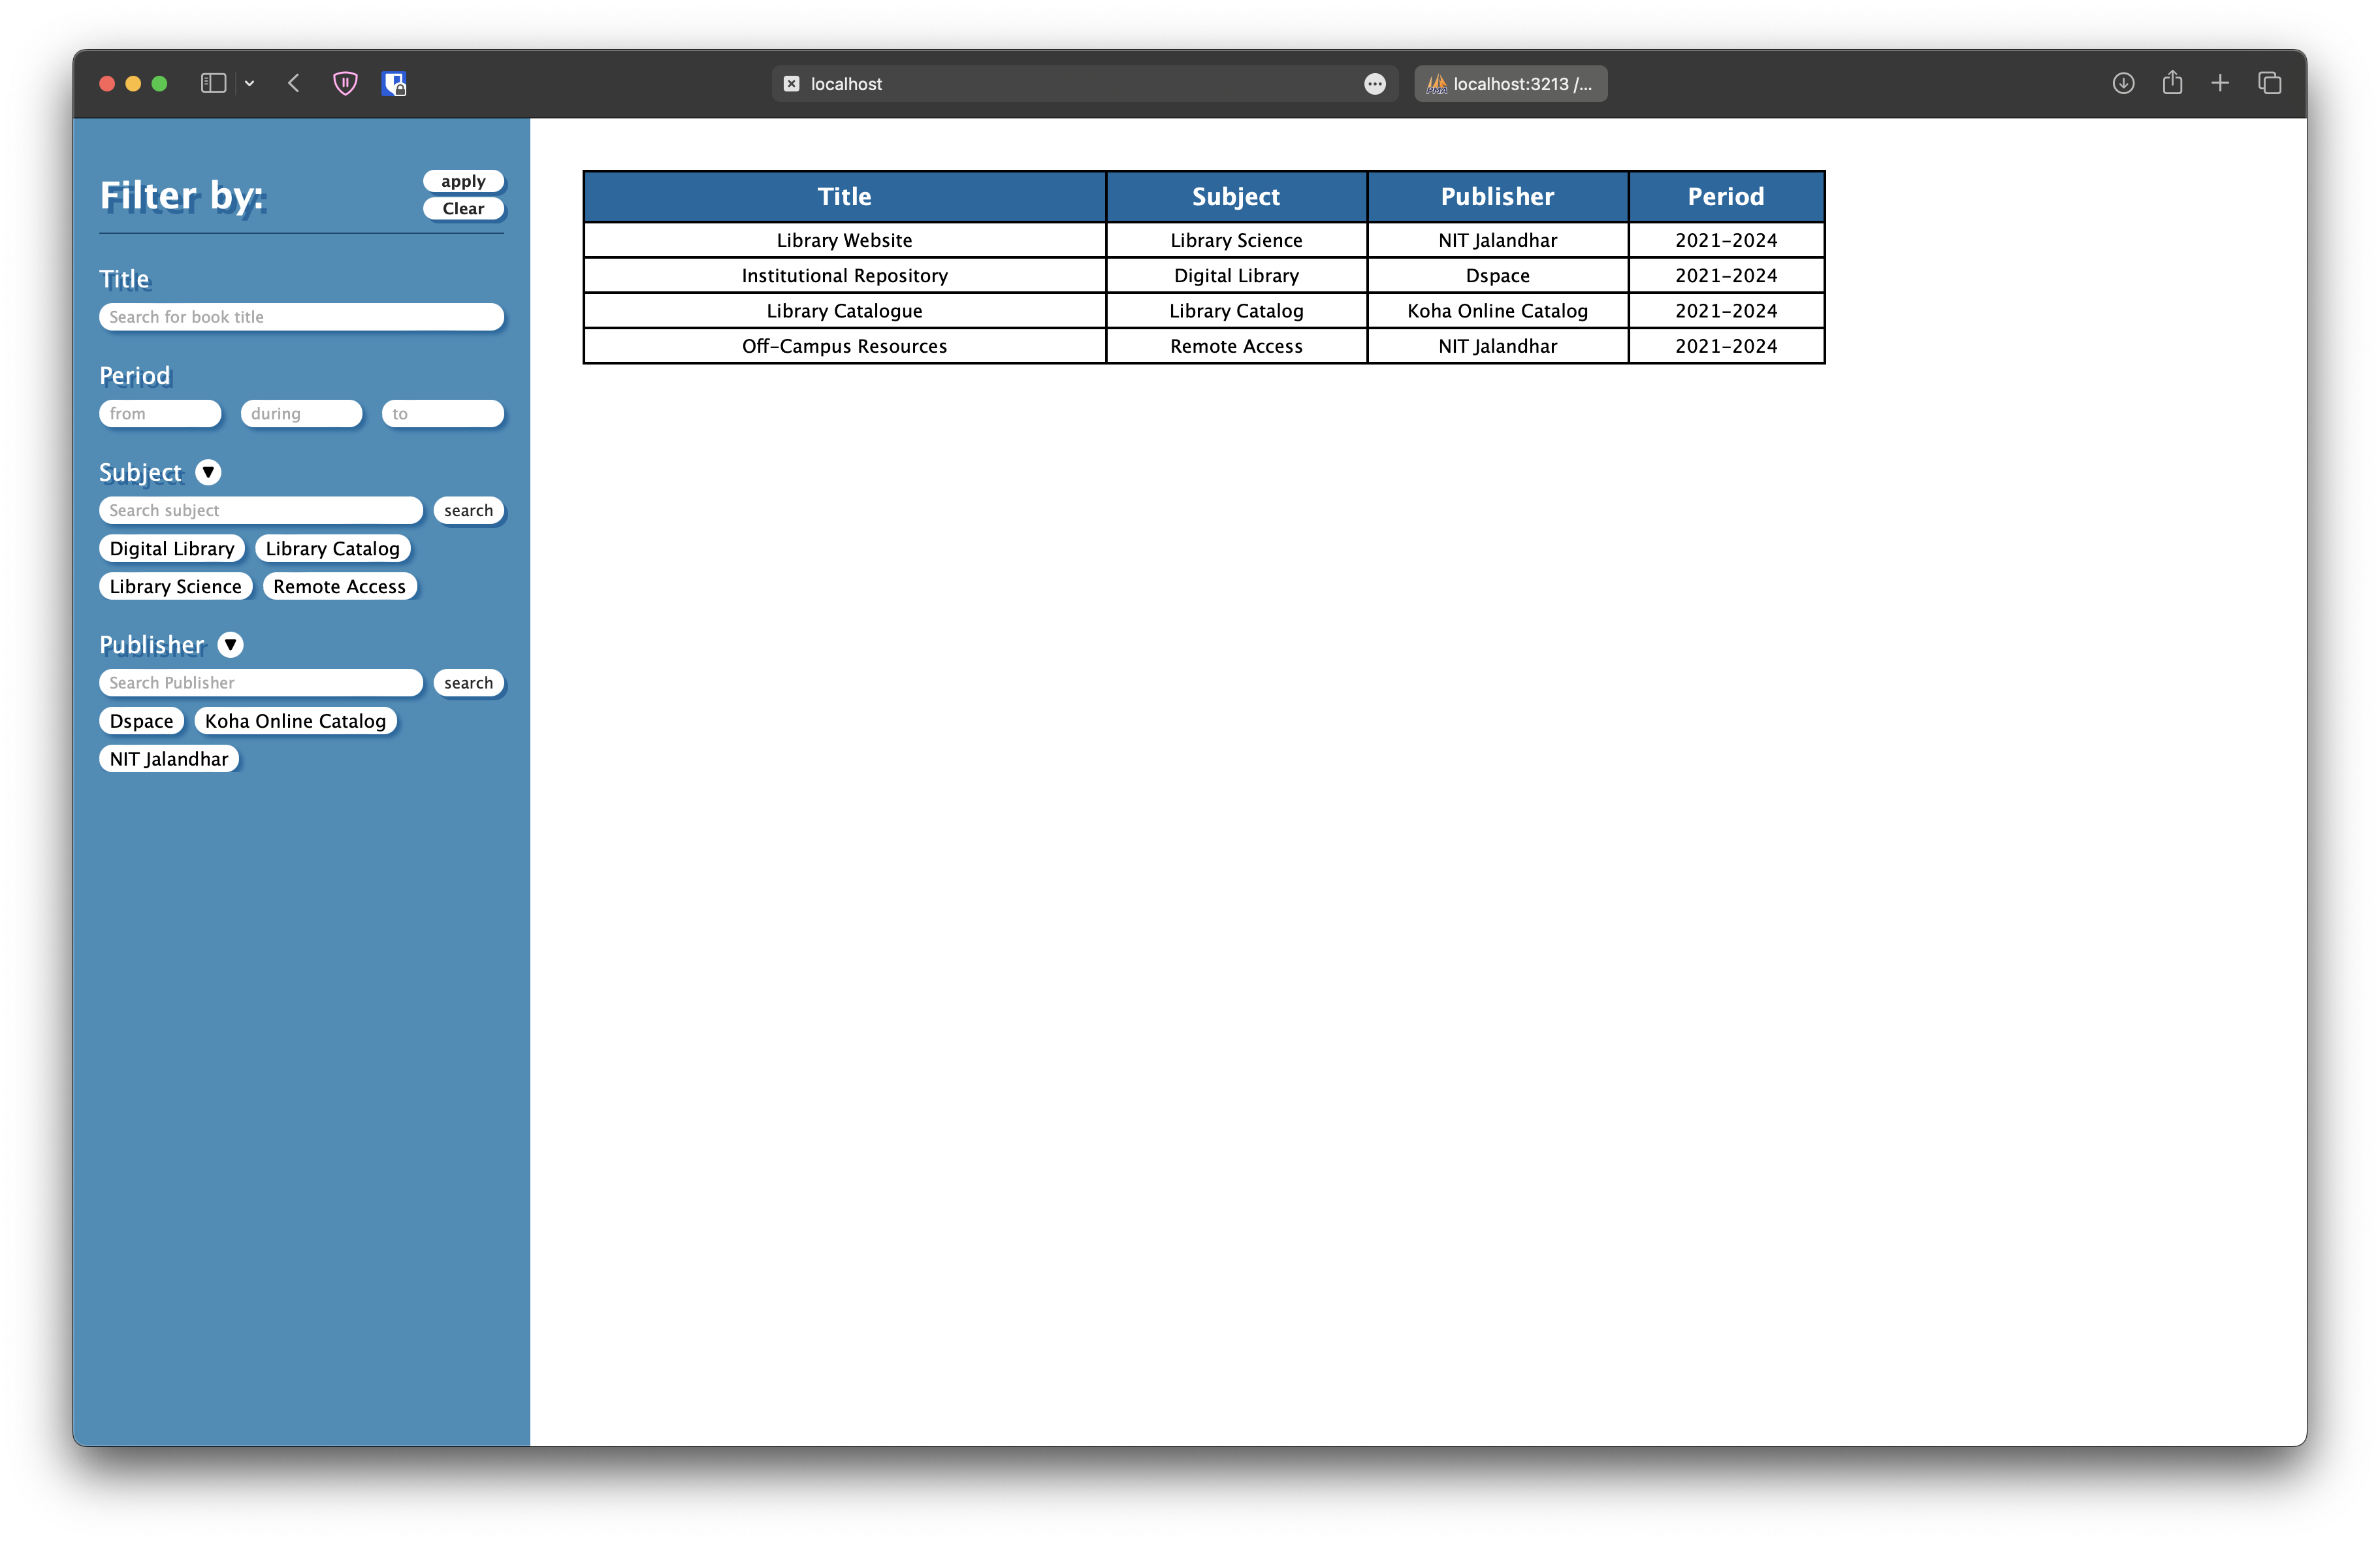 localhost
localhost:3213 /...
Filter by:
apply
Clear
Title
Search for book title
Period
from during to
Subject ▼
Search subject search
Digital Library Library Catalog
Library Science Remote Access
Publisher ▼
Search Publisher search
Dspace Koha Online Catalog
NIT Jalandhar
Title Subject Publisher Period
Library Website Library Science NIT Jalandhar 2021-2024
Institutional Repository Digital Library Dspace 2021-2024
Library Catalogue Library Catalog Koha Online Catalog 2021-2024
Off-Campus Resources Remote Access NIT Jalandhar 2021-2024